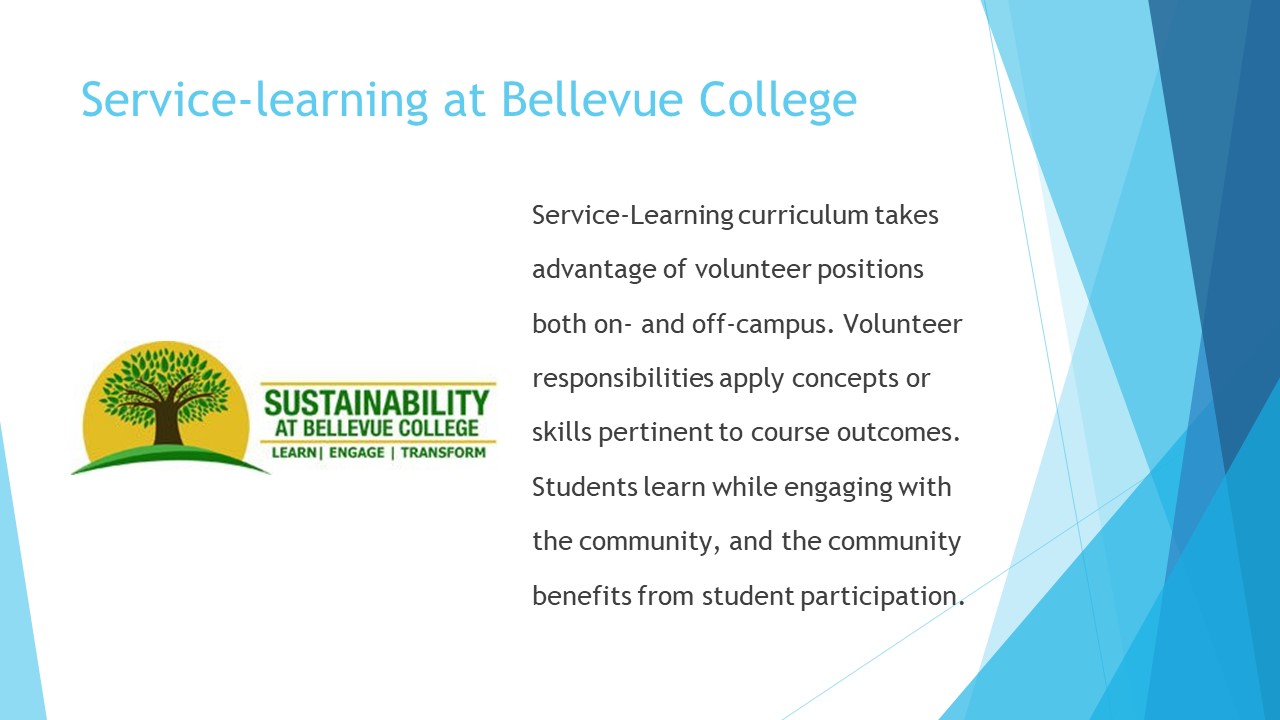 Service-learning at Bellevue College
SUSTAINABILITY
AT BELLEVUE COLLEGE
LEARN| ENGAGE | TRANSFORM
Service-Learning curriculum takes
advantage of volunteer positions
both on- and off-campus. Volunteer
responsibilities apply concepts or
skills pertinent to course outcomes.
Students learn while engaging with
the community, and the community
benefits from student participation.